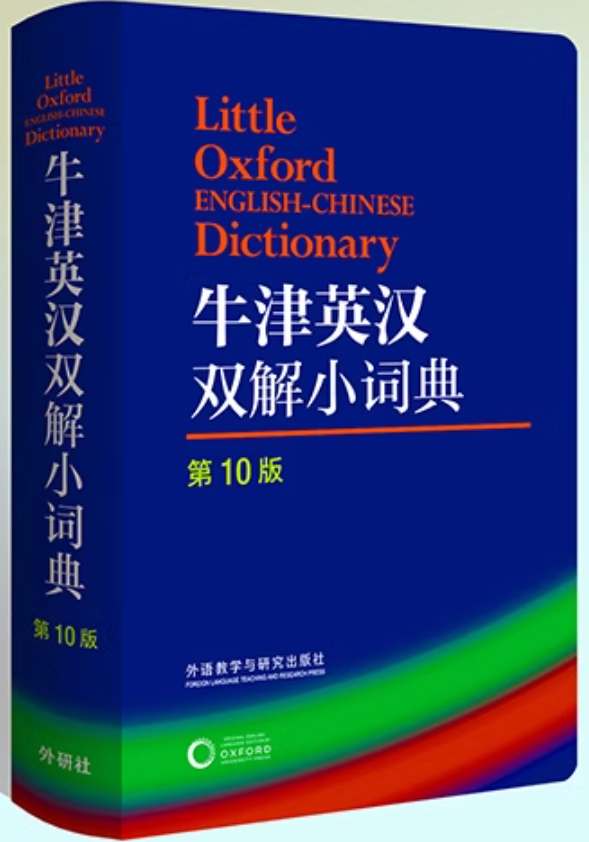 Little
Oxford
ENGLISH-CHINESE
Dictionary
牛津英汉双解小词典
第10版
外研社
Little
Oxford
ENGLISH-CHINESE
Dictionary
牛津英汉
双解小词典
第10版
外语教学与研究出版社
FOREIGN LANGUAGE TEACHING AND RESEARCH PRESS
OXFORD
UNIVERSITY PRESS